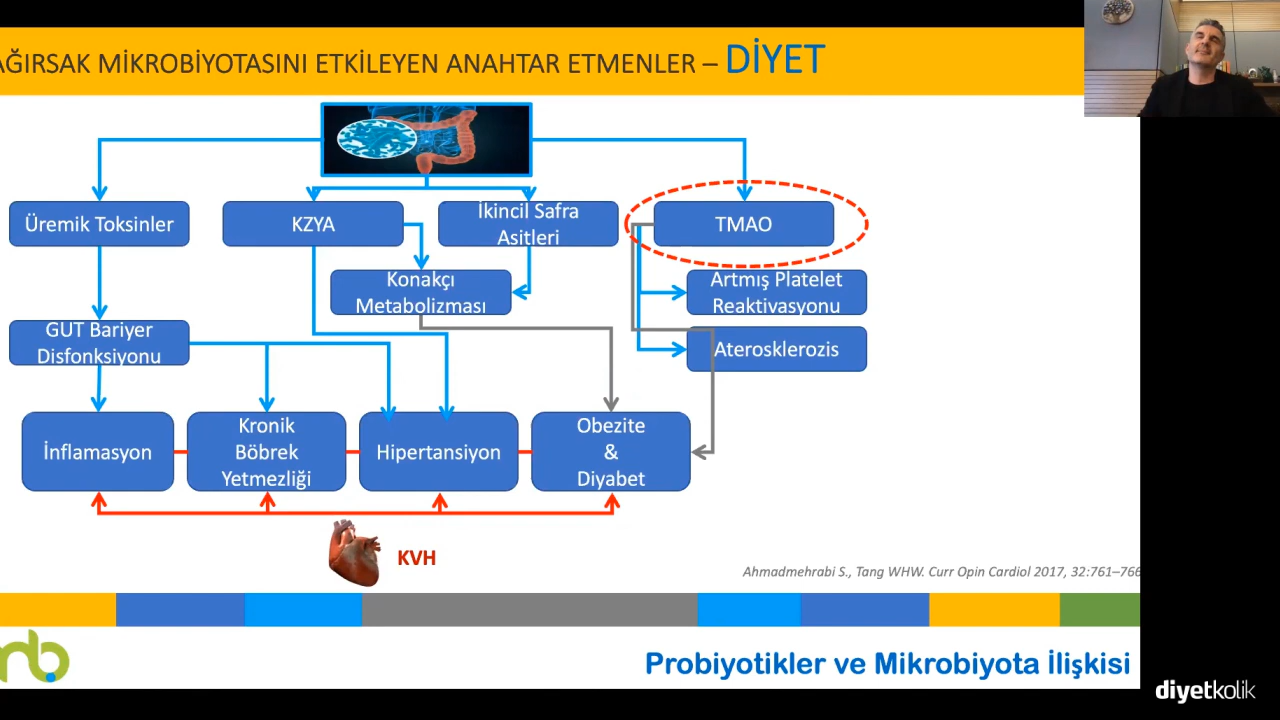 AĞIRSAK MİKROBİYOTASINI ETKİLEYEN ANAHTAR ETMENLER – DİYET
Üremik Toksinler
KZYA
İkincil Safra
Asitleri
TMAO
Konakçı
Metabolizması
Artmış Platelet
Reaktivasyonu
GUT Bariyer
Disfonksiyonu
Aterosklerozis
İnflamasyon
Kronik
Böbrek
Yetmezliği
Hipertansiyon
Obezite
&
Diyabet
KVH
Ahmadmehrabi S., Tang WHW. Curr Opin Cardiol 2017, 32:761–766
Probiyotikler ve Mikrobiyota İlişkisi
diyetkolik